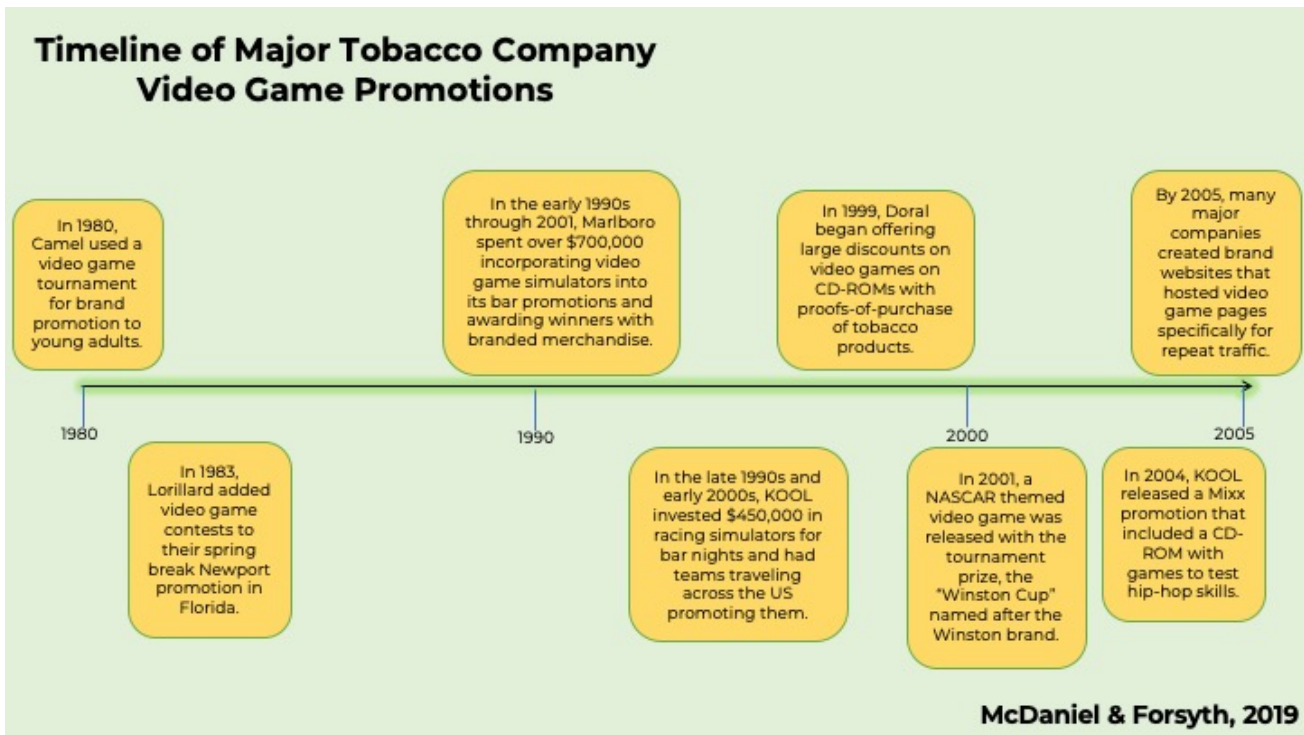 Timeline of Major Tobacco Company
Video Game Promotions
In 1980,
Camel used a
video game
tournament
for brand
promotion to
young adults.
In the early 1990s
through 2001, Marlboro
spent over $700,000
incorporating video
game simulators into
its bar promotions and
awarding winners with
branded merchandise.
In 1999, Doral
began offering
large discounts on
video games on
CD-ROMs with
proofs-of-purchase
of tobacco
products.
By 2005, many
major
companies
created brand
websites that
hosted video
game pages
specifically for
repeat traffic.
1980
1990
2000
2005
In 1983,
Lorillard added
video game
contests to
their spring
break Newport
promotion in
Florida.
In the late 1990s and
early 2000s, KOOL
invested $450,000 in
racing simulators for
bar nights and had
teams traveling
across the US
promoting them.
In 2001, a
NASCAR themed
video game was
released with the
tournament
prize, the
"Winston Cup"
named after the
Winston brand.
In 2004, KOOL
released a Mixx
promotion that
included a CD-
ROM with
games to test
hip-hop skills.
McDaniel & Forsyth, 2019